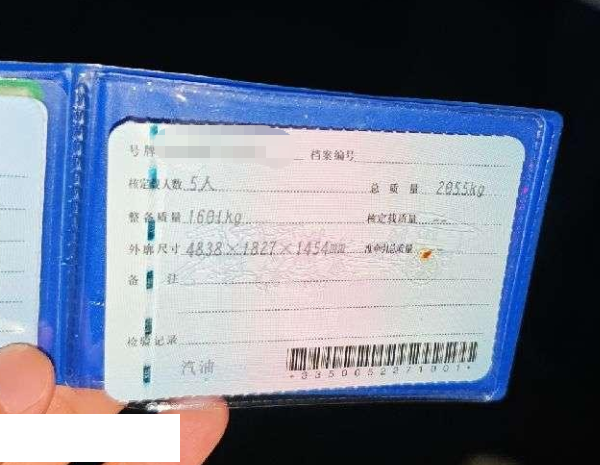 号牌 档案编号
核定载人数 5人 总质量 2055kg
整备质量 1601kg 核定载质量 --
外廓尺寸 4838×1827×1454mm 准牵引总质量 --
备注
检验记录
汽油